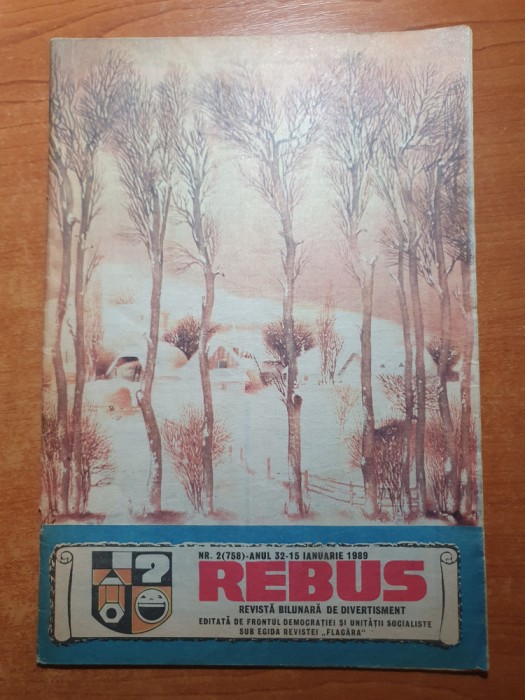 NR. 2(758)-ANUL 32-15 IANUARIE 1989
REBUS
REVISTĂ BILUNARĂ DE DIVERTISMENT
EDITATĂ DE FRONTUL DEMOCRAȚIEI ȘI UNITĂȚII SOCIALISTE
SUB EGIDA REVISTEI „FLACĂRA"